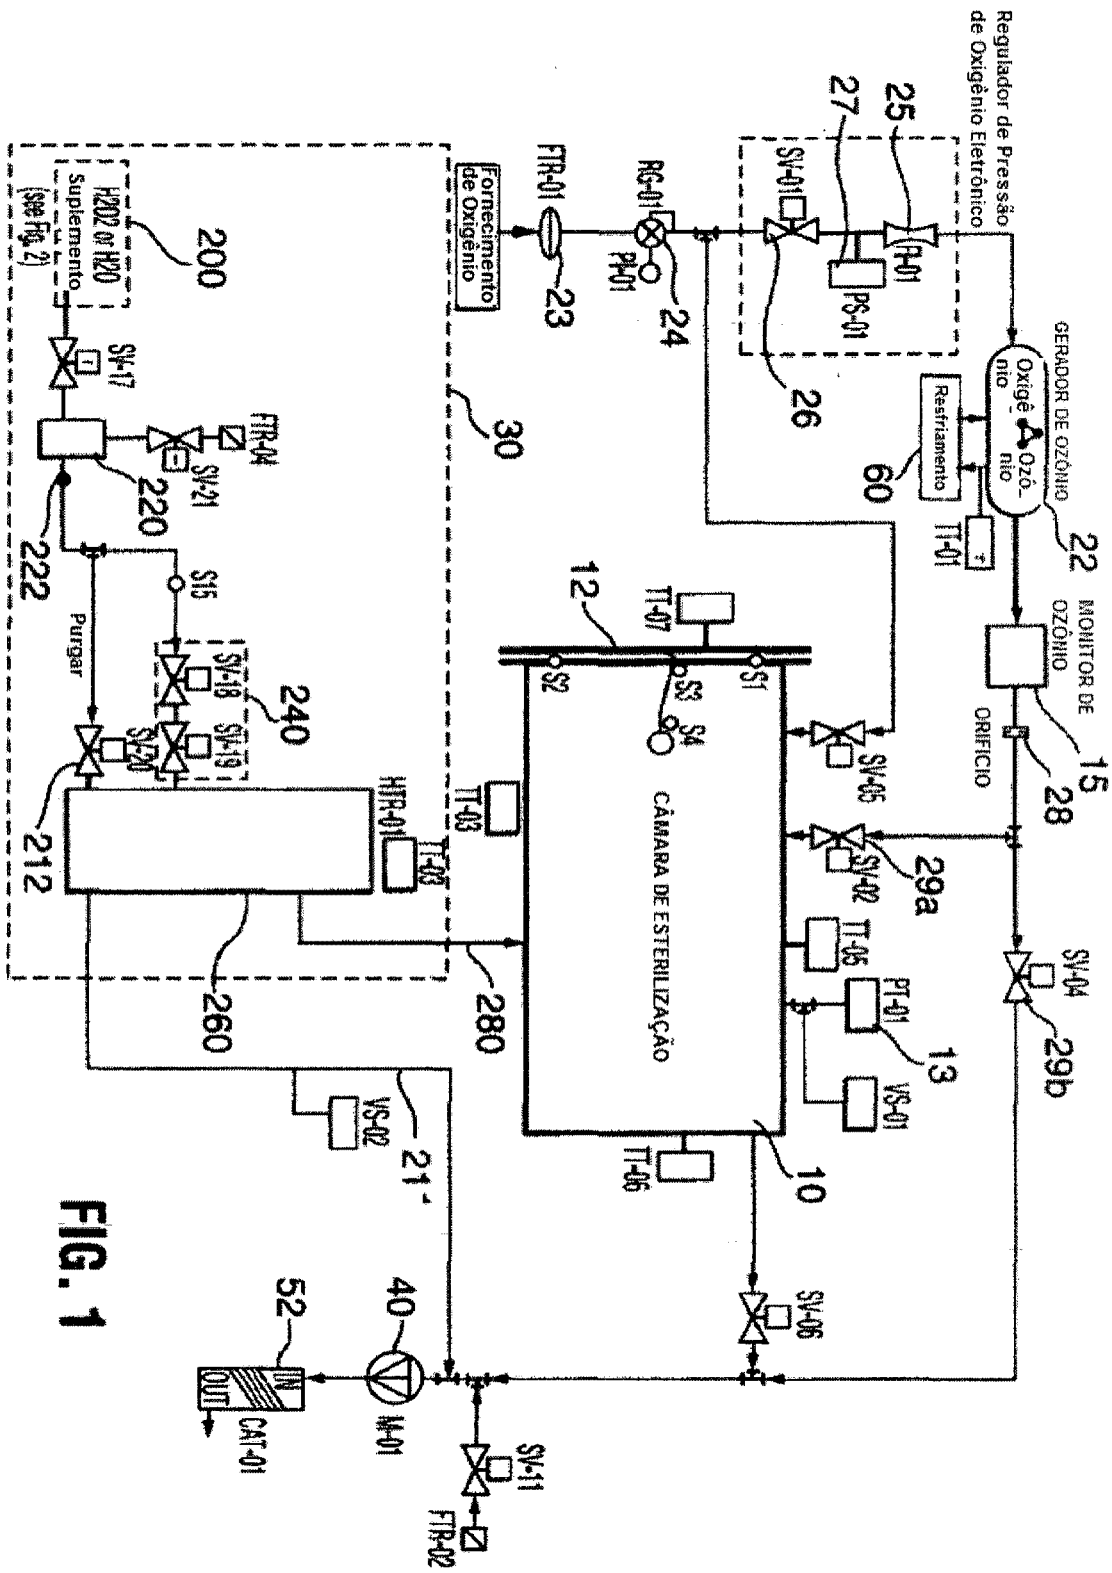 Regulador de Pressão
de Oxigênio Eletrônico
GERADOR DE OZÔNIO
22
MONITOR DE
OZÔNIO
15
ORIFÍCIO
28
Oxigê_
nio
Ozô_
nio
Resfriamento
60
TT-01
T
25
27
FI-01
PS-01
SV-01
26
RG-01
PI-01
24
FTR-01
23
Fornecimento
de Oxigênio
30
SV-04
29b
29a
SV-02
SV-05
TT-05
PT-01
13
VS-01
10
12
TT-07
S1
S2
S3
S4
CÂMARA DE ESTERILIZAÇÃO
TT-03
TT-06
SV-06
280
H2O2 or H2O
Suplemento
(see Fig. 2)
200
SV-17
T
FTR-04
SV-21
220
222
S15
Purgar
SV-18
SV-19
240
SV-20
212
HTR-01
TT-03
260
211
VS-02
40
M-01
52
IN
OUT
CAT-01
SV-11
FTR-02
FIG. 1